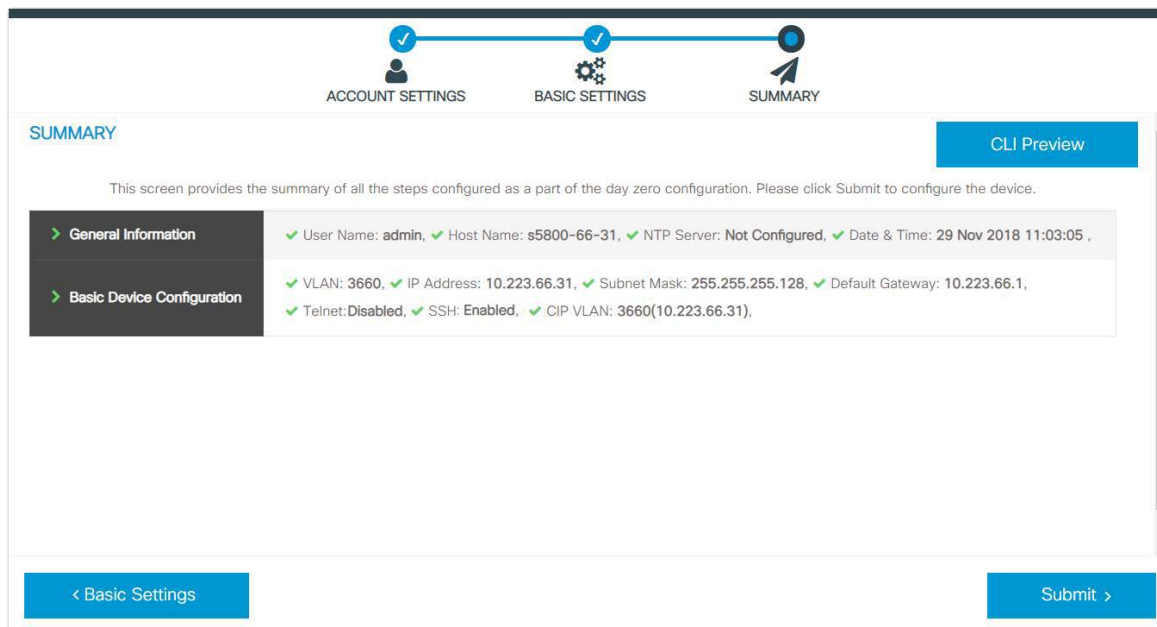 ACCOUNT SETTINGS BASIC SETTINGS SUMMARY
SUMMARY
CLI Preview
This screen provides the summary of all the steps configured as a part of the day zero configuration. Please click Submit to configure the device.
General Information
User Name: admin, Host Name: s5800-66-31, NTP Server: Not Configured, Date & Time: 29 Nov 2018 11:03:05 ,
Basic Device Configuration
VLAN: 3660, IP Address: 10.223.66.31, Subnet Mask: 255.255.255.128, Default Gateway: 10.223.66.1,
Telnet:Disabled, SSH: Enabled, CIP VLAN: 3660(10.223.66.31),
< Basic Settings
Submit >